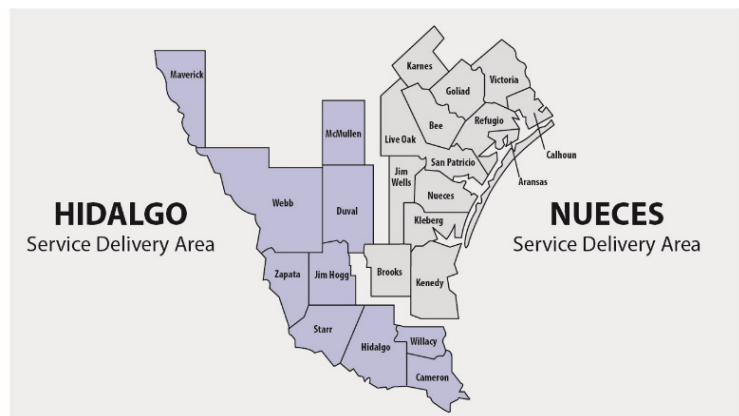 Karnes
Maverick
Victoria
Goliad
Bee
Refugio
McMullen
Live Oak
Calhoun
San Patricio
Jim
Wells
Aransas
Nueces
Webb
Duval
HIDALGO
Service Delivery Area
NUECES
Service Delivery Area
Kleberg
Zapata
Jim Hogg
Brooks
Kenedy
Starr
Hidalgo
Willacy
Cameron